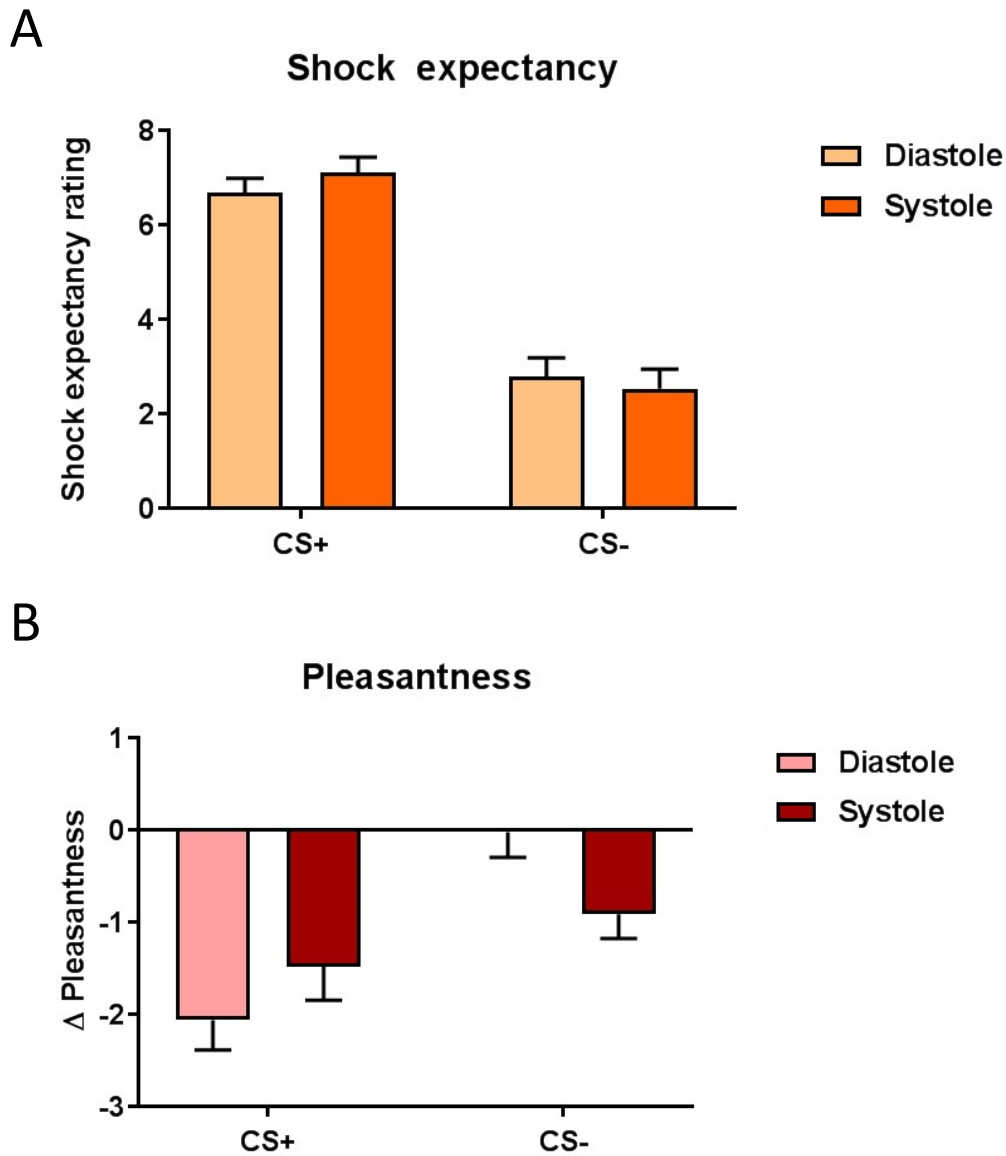 A
Shock expectancy
Shock expectancy rating
8
6
4
2
0
CS+ CS-
Diastole
Systole
B
Pleasantness
Δ Pleasantness
1
0
-1
-2
-3
CS+ CS-
Diastole
Systole